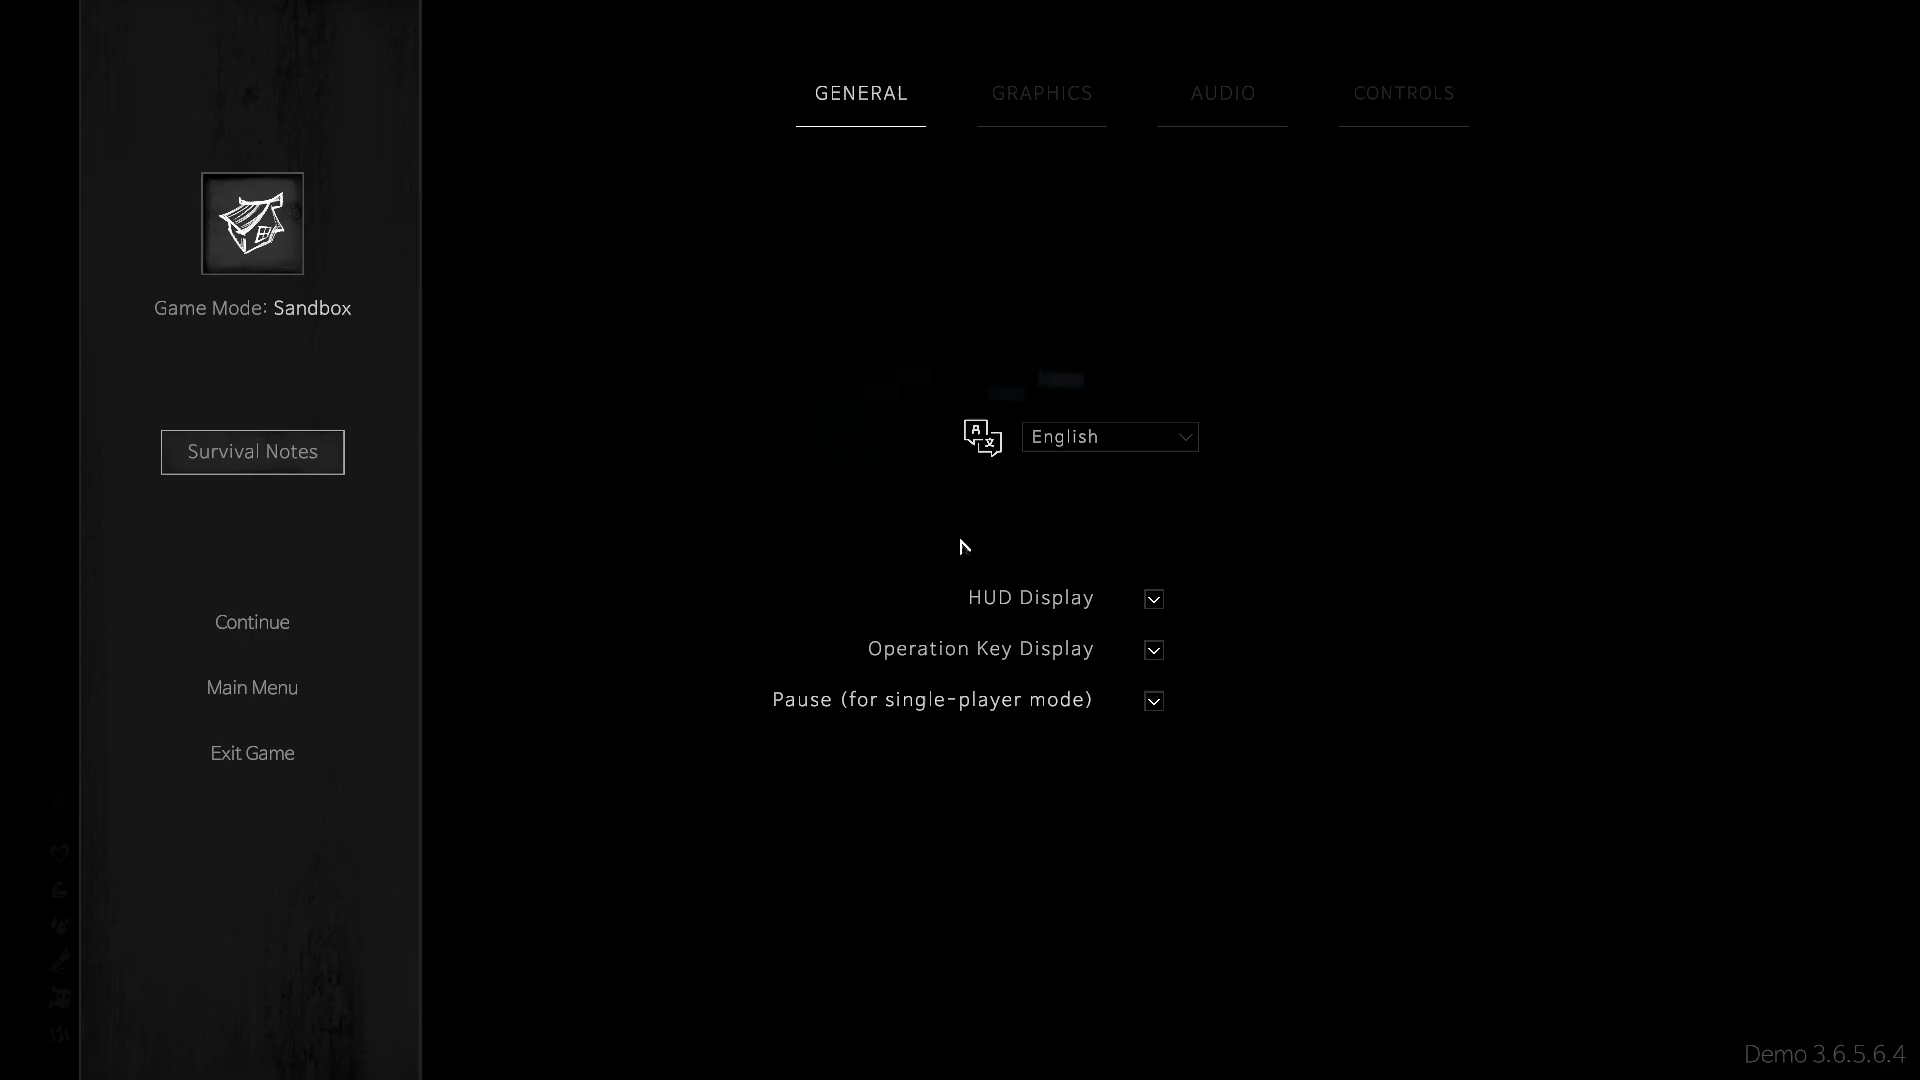 GENERAL
GRAPHICS
AUDIO
CONTROLS
Game Mode: Sandbox
Survival Notes
Continue
Main Menu
Exit Game
English
HUD Display
Operation Key Display
Pause (for single-player mode)
Demo 3.6.5.6.4